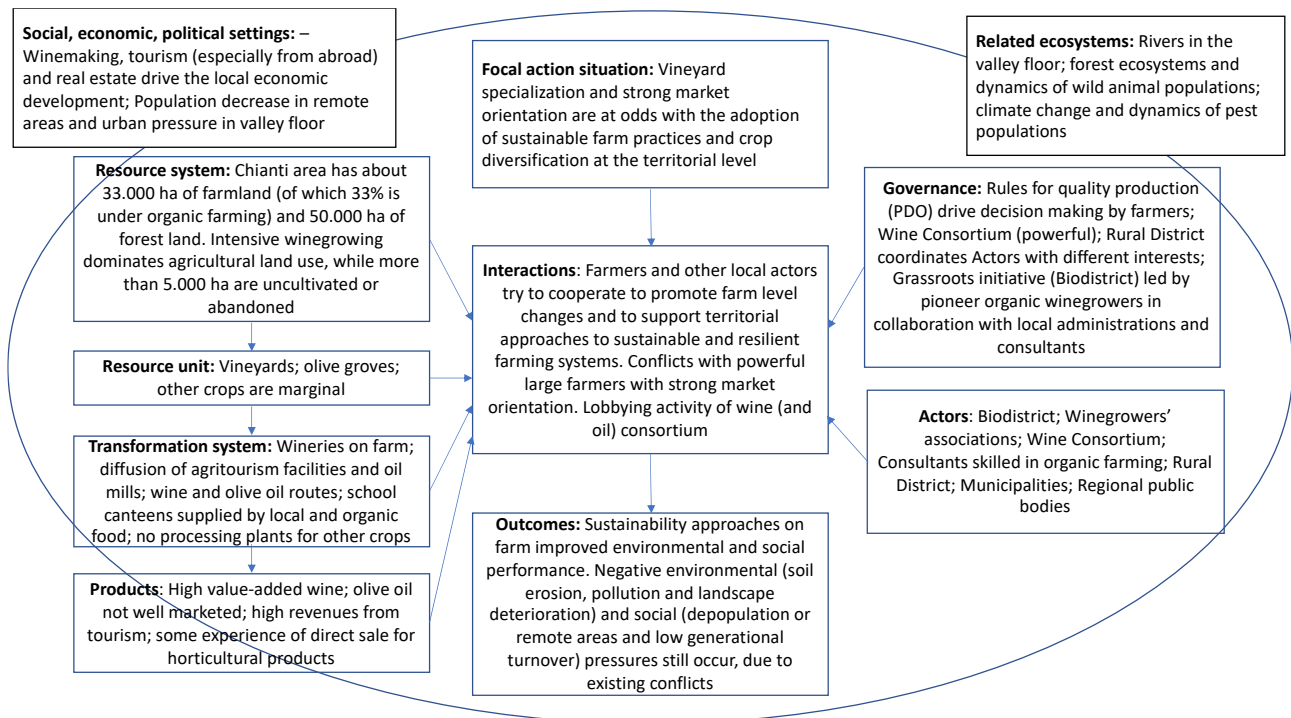 Social, economic, political settings: –
Winemaking, tourism (especially from abroad)
and real estate drive the local economic
development; Population decrease in remote
areas and urban pressure in valley floor
Focal action situation: Vineyard
specialization and strong market
orientation are at odds with the adoption
of sustainable farm practices and crop
diversification at the territorial level
Related ecosystems: Rivers in the
valley floor; forest ecosystems and
dynamics of wild animal populations;
climate change and dynamics of pest
populations
Resource system: Chianti area has about
33.000 ha of farmland (of which 33% is
under organic farming) and 50.000 ha of
forest land. Intensive winegrowing
dominates agricultural land use, while more
than 5.000 ha are uncultivated or
abandoned
Governance: Rules for quality production
(PDO) drive decision making by farmers;
Wine Consortium (powerful); Rural District
coordinates Actors with different interests;
Grassroots initiative (Biodistrict) led by
pioneer organic winegrowers in
collaboration with local administrations and
consultants
Interactions: Farmers and other local actors
try to cooperate to promote farm level
changes and to support territorial
approaches to sustainable and resilient
farming systems. Conflicts with powerful
large farmers with strong market
orientation. Lobbying activity of wine (and
oil) consortium
Resource unit: Vineyards; olive groves;
other crops are marginal
Transformation system: Wineries on farm;
diffusion of agritourism facilities and oil
mills; wine and olive oil routes; school
canteens supplied by local and organic
food; no processing plants for other crops
Actors: Biodistrict; Winegrowers’
associations; Wine Consortium;
Consultants skilled in organic farming; Rural
District; Municipalities; Regional public
bodies
Products: High value-added wine; olive oil
not well marketed; high revenues from
tourism; some experience of direct sale for
horticultural products
Outcomes: Sustainability approaches on
farm improved environmental and social
performance. Negative environmental (soil
erosion, pollution and landscape
deterioration) and social (depopulation or
remote areas and low generational
turnover) pressures still occur, due to
existing conflicts